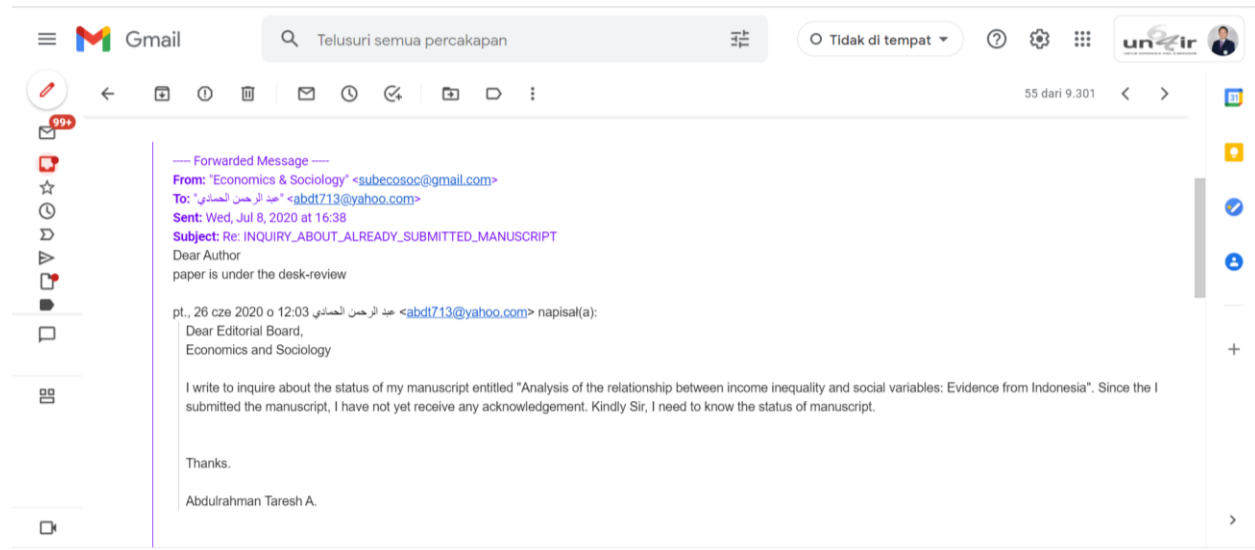 Gmail
Telusuri semua percakapan
Tidak di tempat
55 dari 9.301
99+
31
----- Forwarded Message -----
From: "Economics & Sociology" <subecosoc@gmail.com>
To: "عبد الرحمن الحمادي" <abdt713@yahoo.com>
Sent: Wed, Jul 8, 2020 at 16:38
Subject: Re: INQUIRY_ABOUT_ALREADY_SUBMITTED_MANUSCRIPT
Dear Author
paper is under the desk-review
pt., 26 cze 2020 o 12:03 عبد الرحمن الحمادي <abdt713@yahoo.com> napisał(a):
Dear Editorial Board,
Economics and Sociology
I write to inquire about the status of my manuscript entitled "Analysis of the relationship between income inequality and social variables: Evidence from Indonesia". Since the I
submitted the manuscript, I have not yet receive any acknowledgement. Kindly Sir, I need to know the status of manuscript.
Thanks.
Abdulrahman Taresh A.